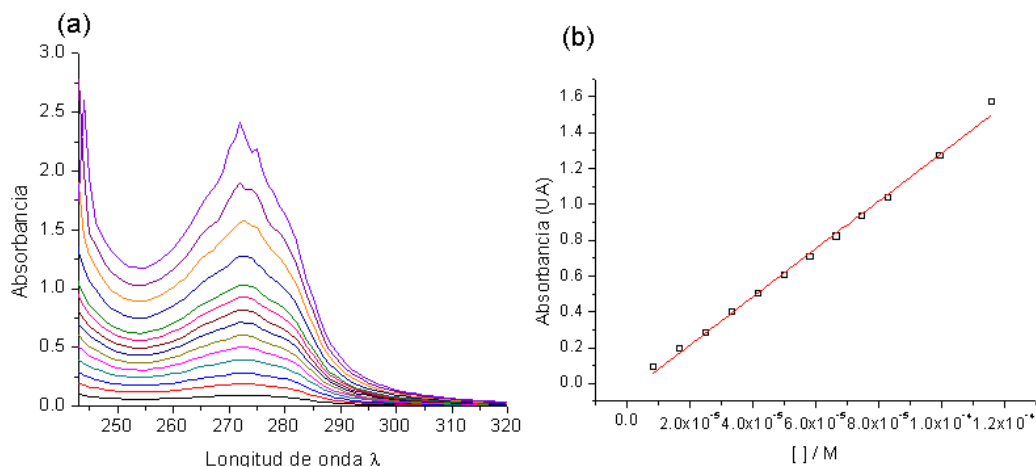 (a)
3.0
2.5
2.0
1.5
1.0
0.5
0.0
Absorbancia
250 260 270 280 290 300 310 320
Longitud de onda λ
(b)
1.6
1.4
1.2
1.0
0.8
0.6
0.4
0.2
0.0
Absorbancia (UA)
0.0 2.0x10⁻⁵ 4.0x10⁻⁵ 6.0x10⁻⁵ 8.0x10⁻⁵ 1.0x10⁻⁴ 1.2x10⁻⁴
[ ] / M